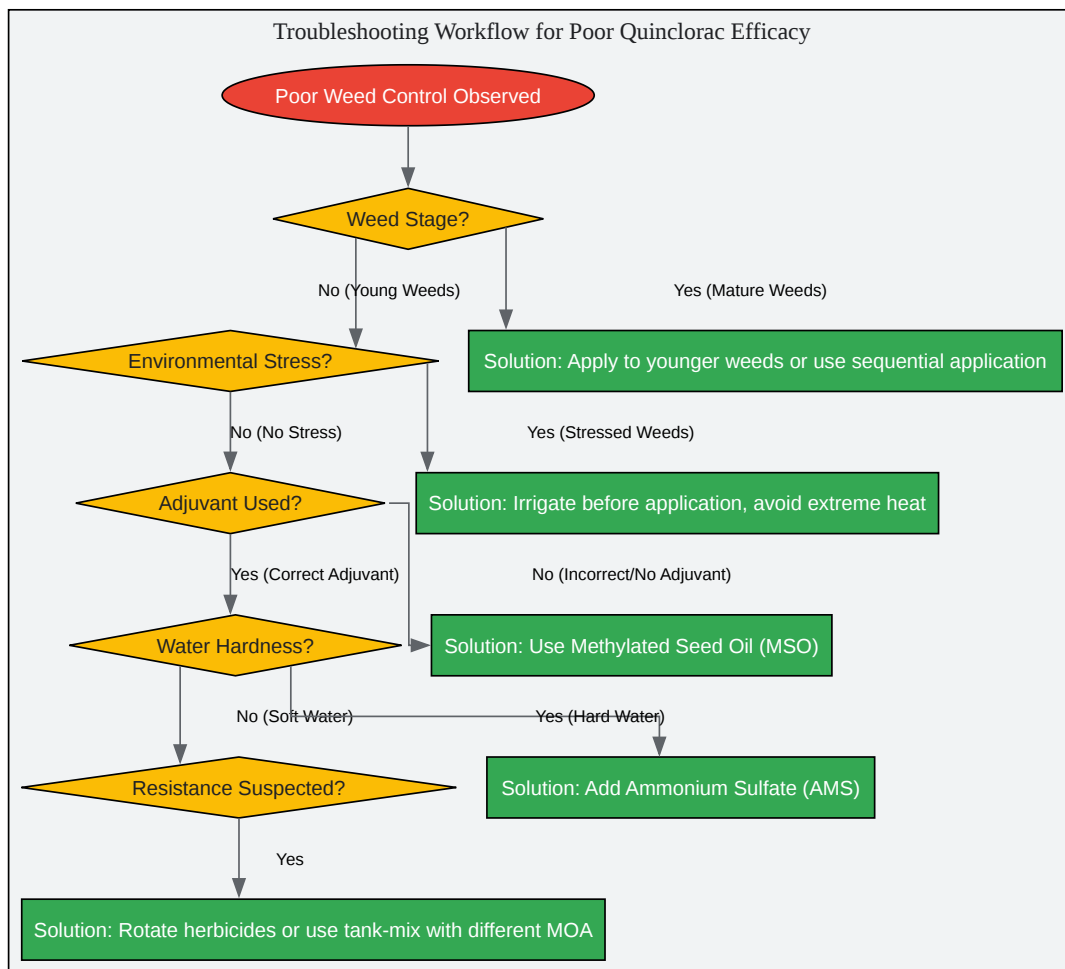 Troubleshooting Workflow for Poor Quinclorac Efficacy
Poor Weed Control Observed
Weed Stage?
No (Young Weeds)
Yes (Mature Weeds)
Environmental Stress?
Solution: Apply to younger weeds or use sequential application
No (No Stress)
Yes (Stressed Weeds)
Adjuvant Used?
Solution: Irrigate before application, avoid extreme heat
Yes (Correct Adjuvant)
No (Incorrect/No Adjuvant)
Water Hardness?
Solution: Use Methylated Seed Oil (MSO)
No (Soft Water)
Yes (Hard Water)
Resistance Suspected?
Solution: Add Ammonium Sulfate (AMS)
Yes
Solution: Rotate herbicides or use tank-mix with different MOA